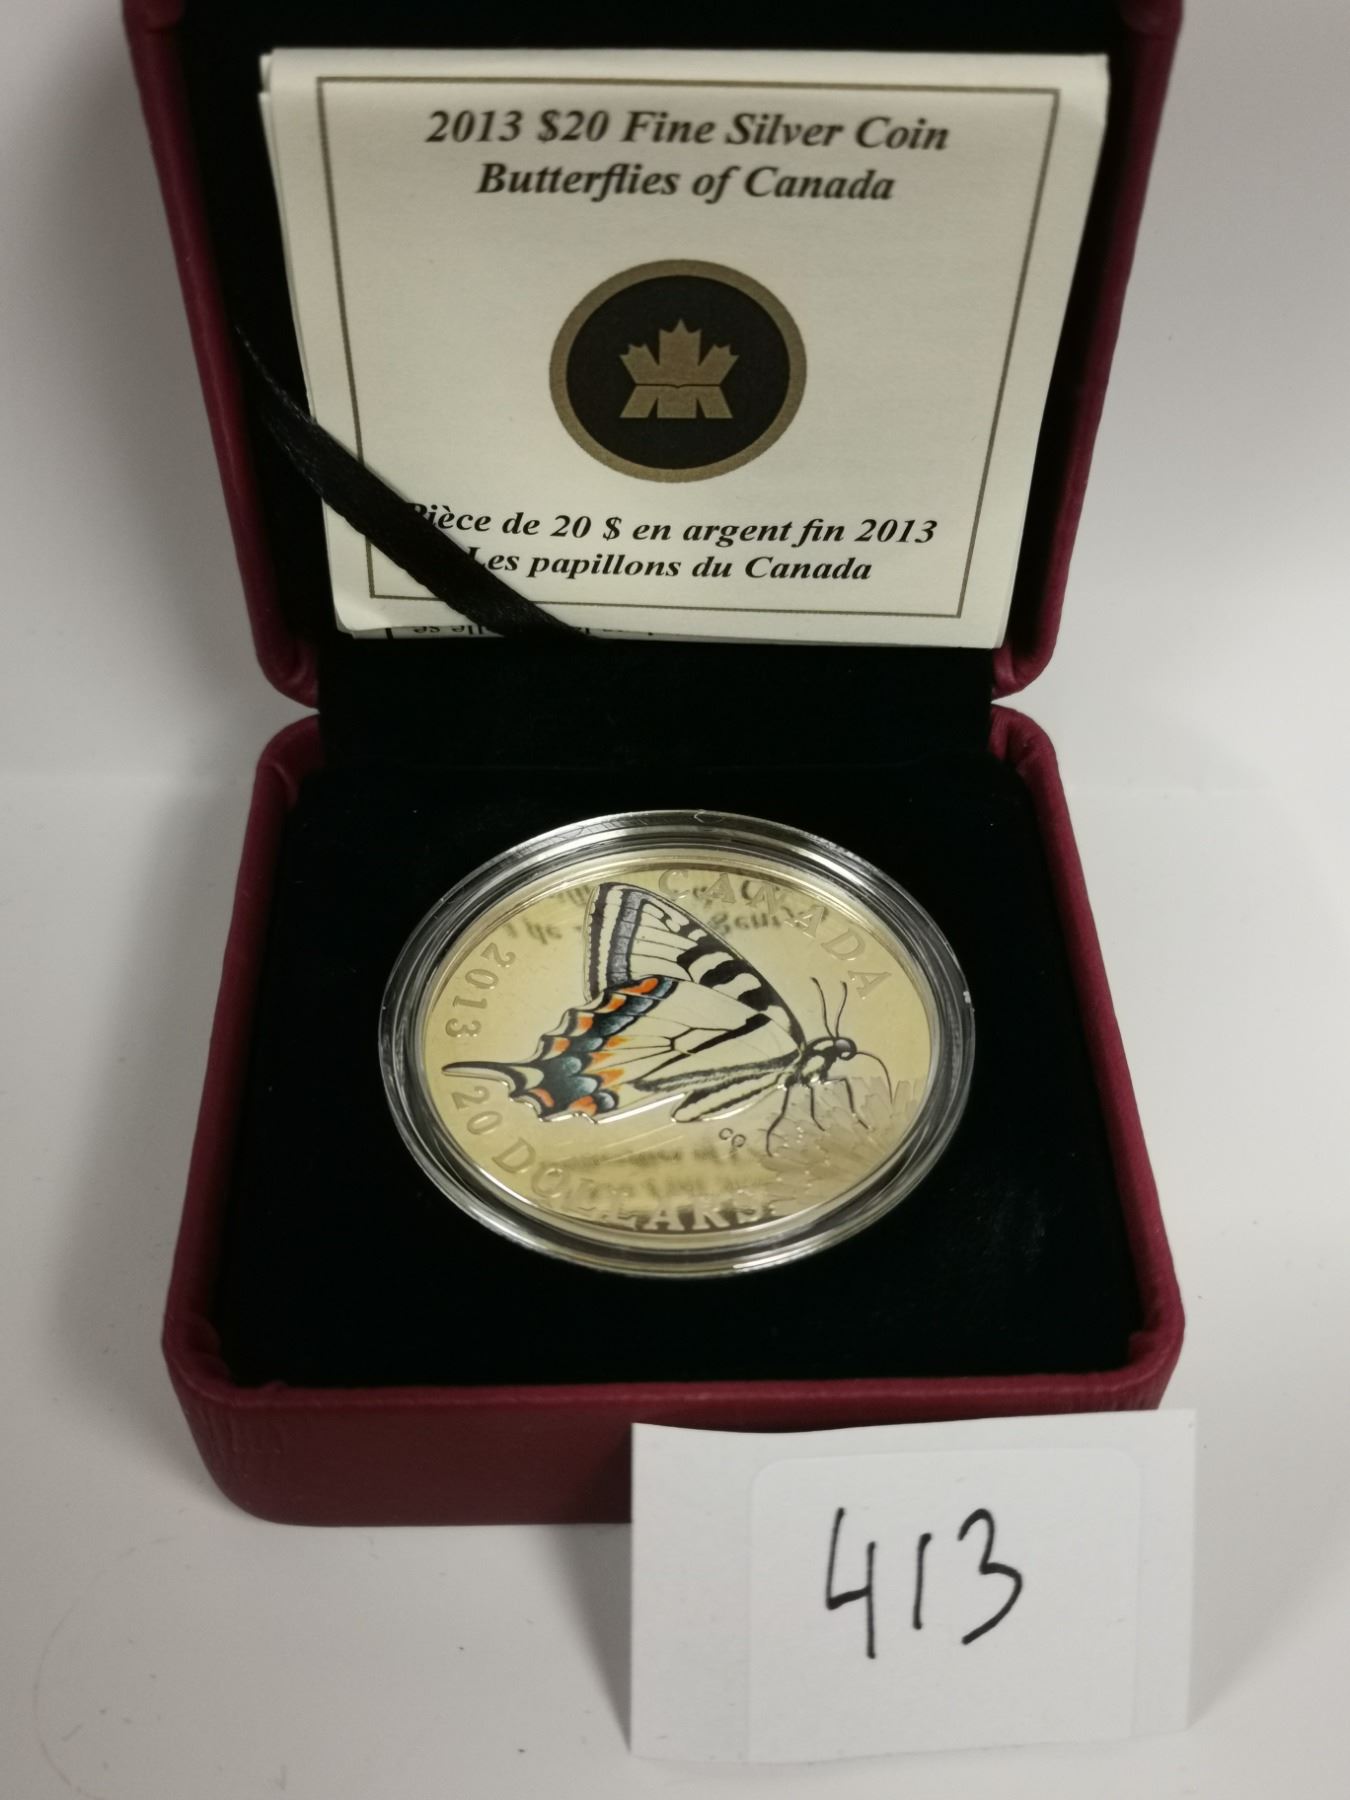 2013 $20 Fine Silver Coin
Butterflies of Canada
Pièce de 20 $ en argent fin 2013
Les papillons du Canada
CANADA
2013
20 DOLLARS
CP
413